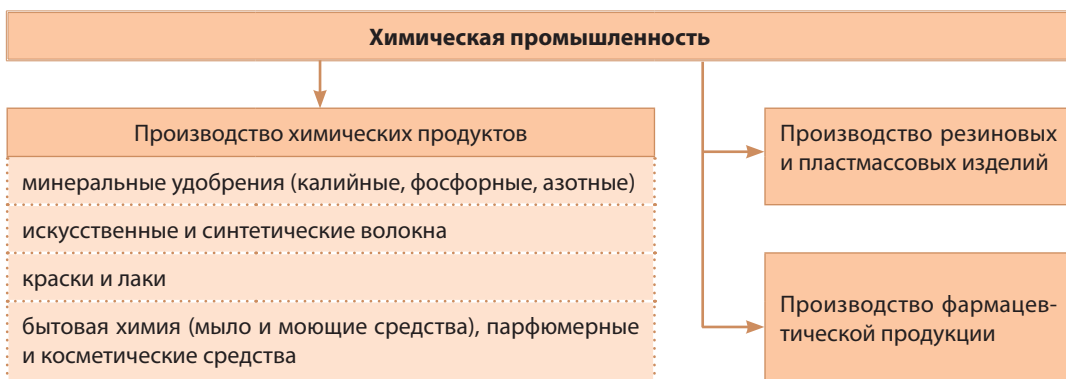 Химическая промышленность
Производство химических продуктов
минеральные удобрения (калийные, фосфорные, азотные)
искусственные и синтетические волокна
краски и лаки
бытовая химия (мыло и моющие средства), парфюмерные
и косметические средства
Производство резиновых
и пластмассовых изделий
Производство фармацев-
тической продукции